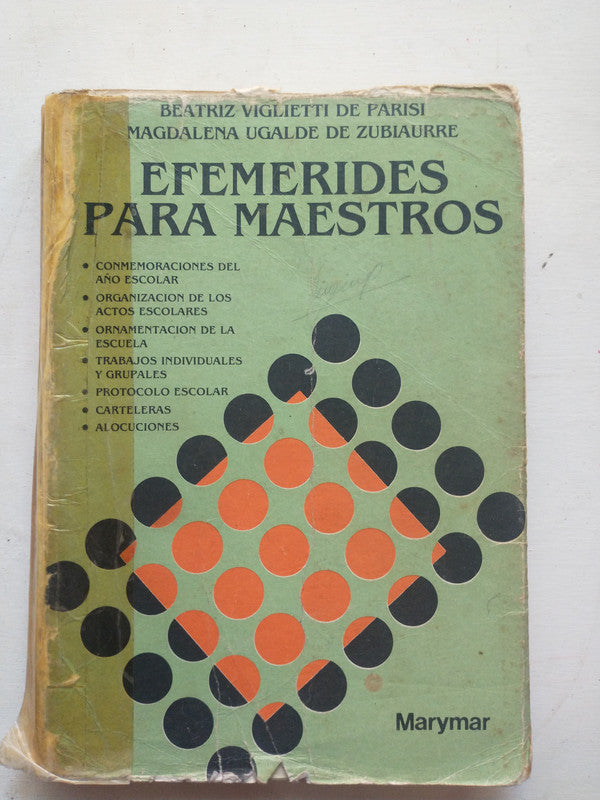 BEATRIZ VIGLIETTI DE PARISI
MAGDALENA UGALDE DE ZUBIAURRE
EFEMERIDES
PARA MAESTROS
• CONMEMORACIONES DEL
AÑO ESCOLAR
• ORGANIZACION DE LOS
ACTOS ESCOLARES
• ORNAMENTACION DE LA
ESCUELA
• TRABAJOS INDIVIDUALES
Y GRUPALES
• PROTOCOLO ESCOLAR
• CARTELERAS
• ALOCUCIONES
Marymar